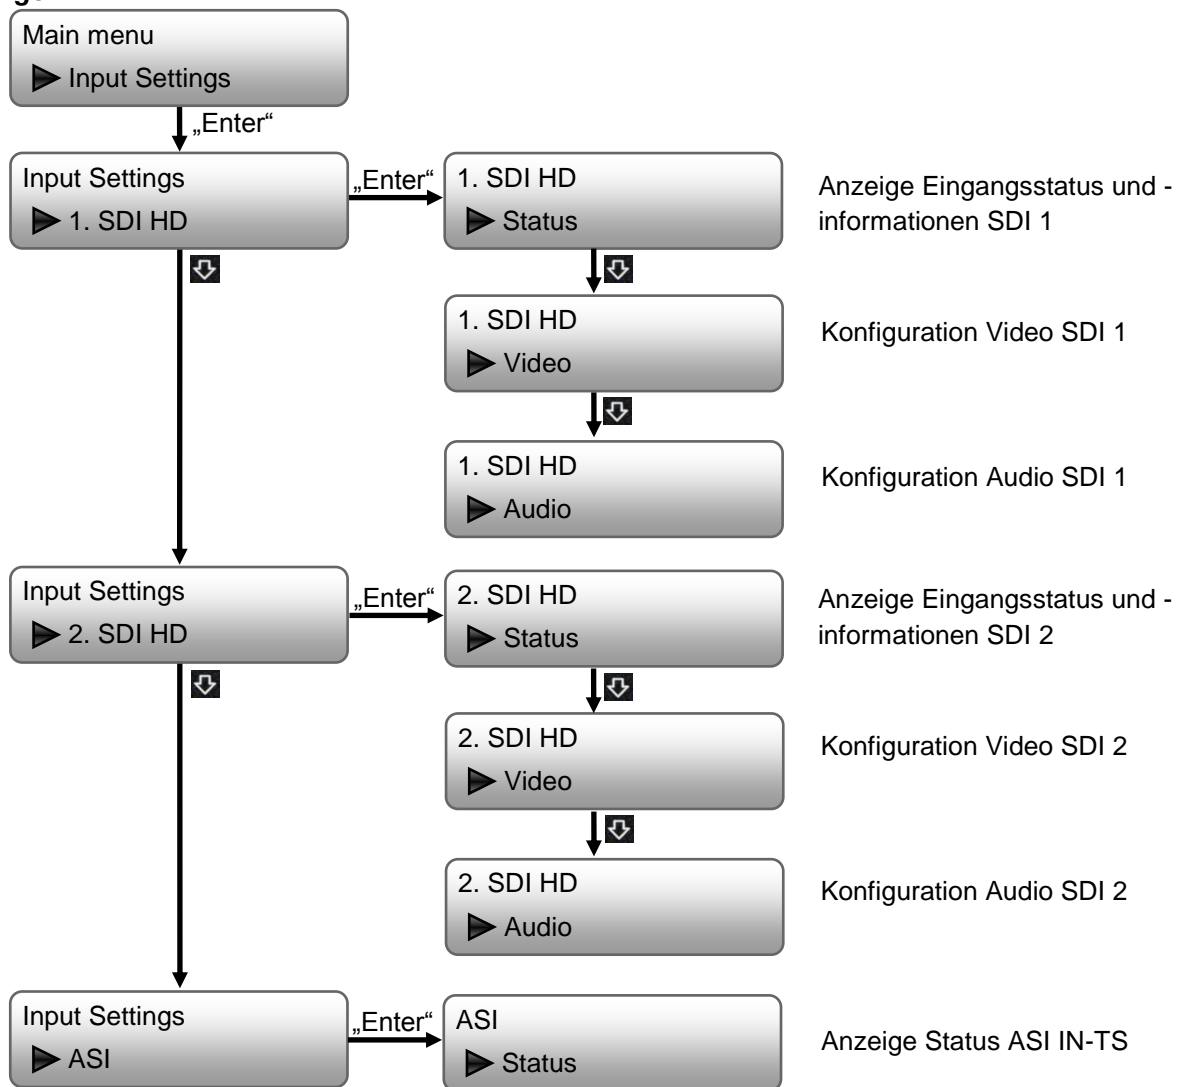 Main menu
Input Settings
„Enter“
Input Settings
1. SDI HD
„Enter“
1. SDI HD
Status
Anzeige Eingangsstatus und -
informationen SDI 1
1. SDI HD
Video
Konfiguration Video SDI 1
1. SDI HD
Audio
Konfiguration Audio SDI 1
Input Settings
2. SDI HD
„Enter“
2. SDI HD
Status
Anzeige Eingangsstatus und -
informationen SDI 2
2. SDI HD
Video
Konfiguration Video SDI 2
2. SDI HD
Audio
Konfiguration Audio SDI 2
Input Settings
ASI
„Enter“
ASI
Status
Anzeige Status ASI IN-TS